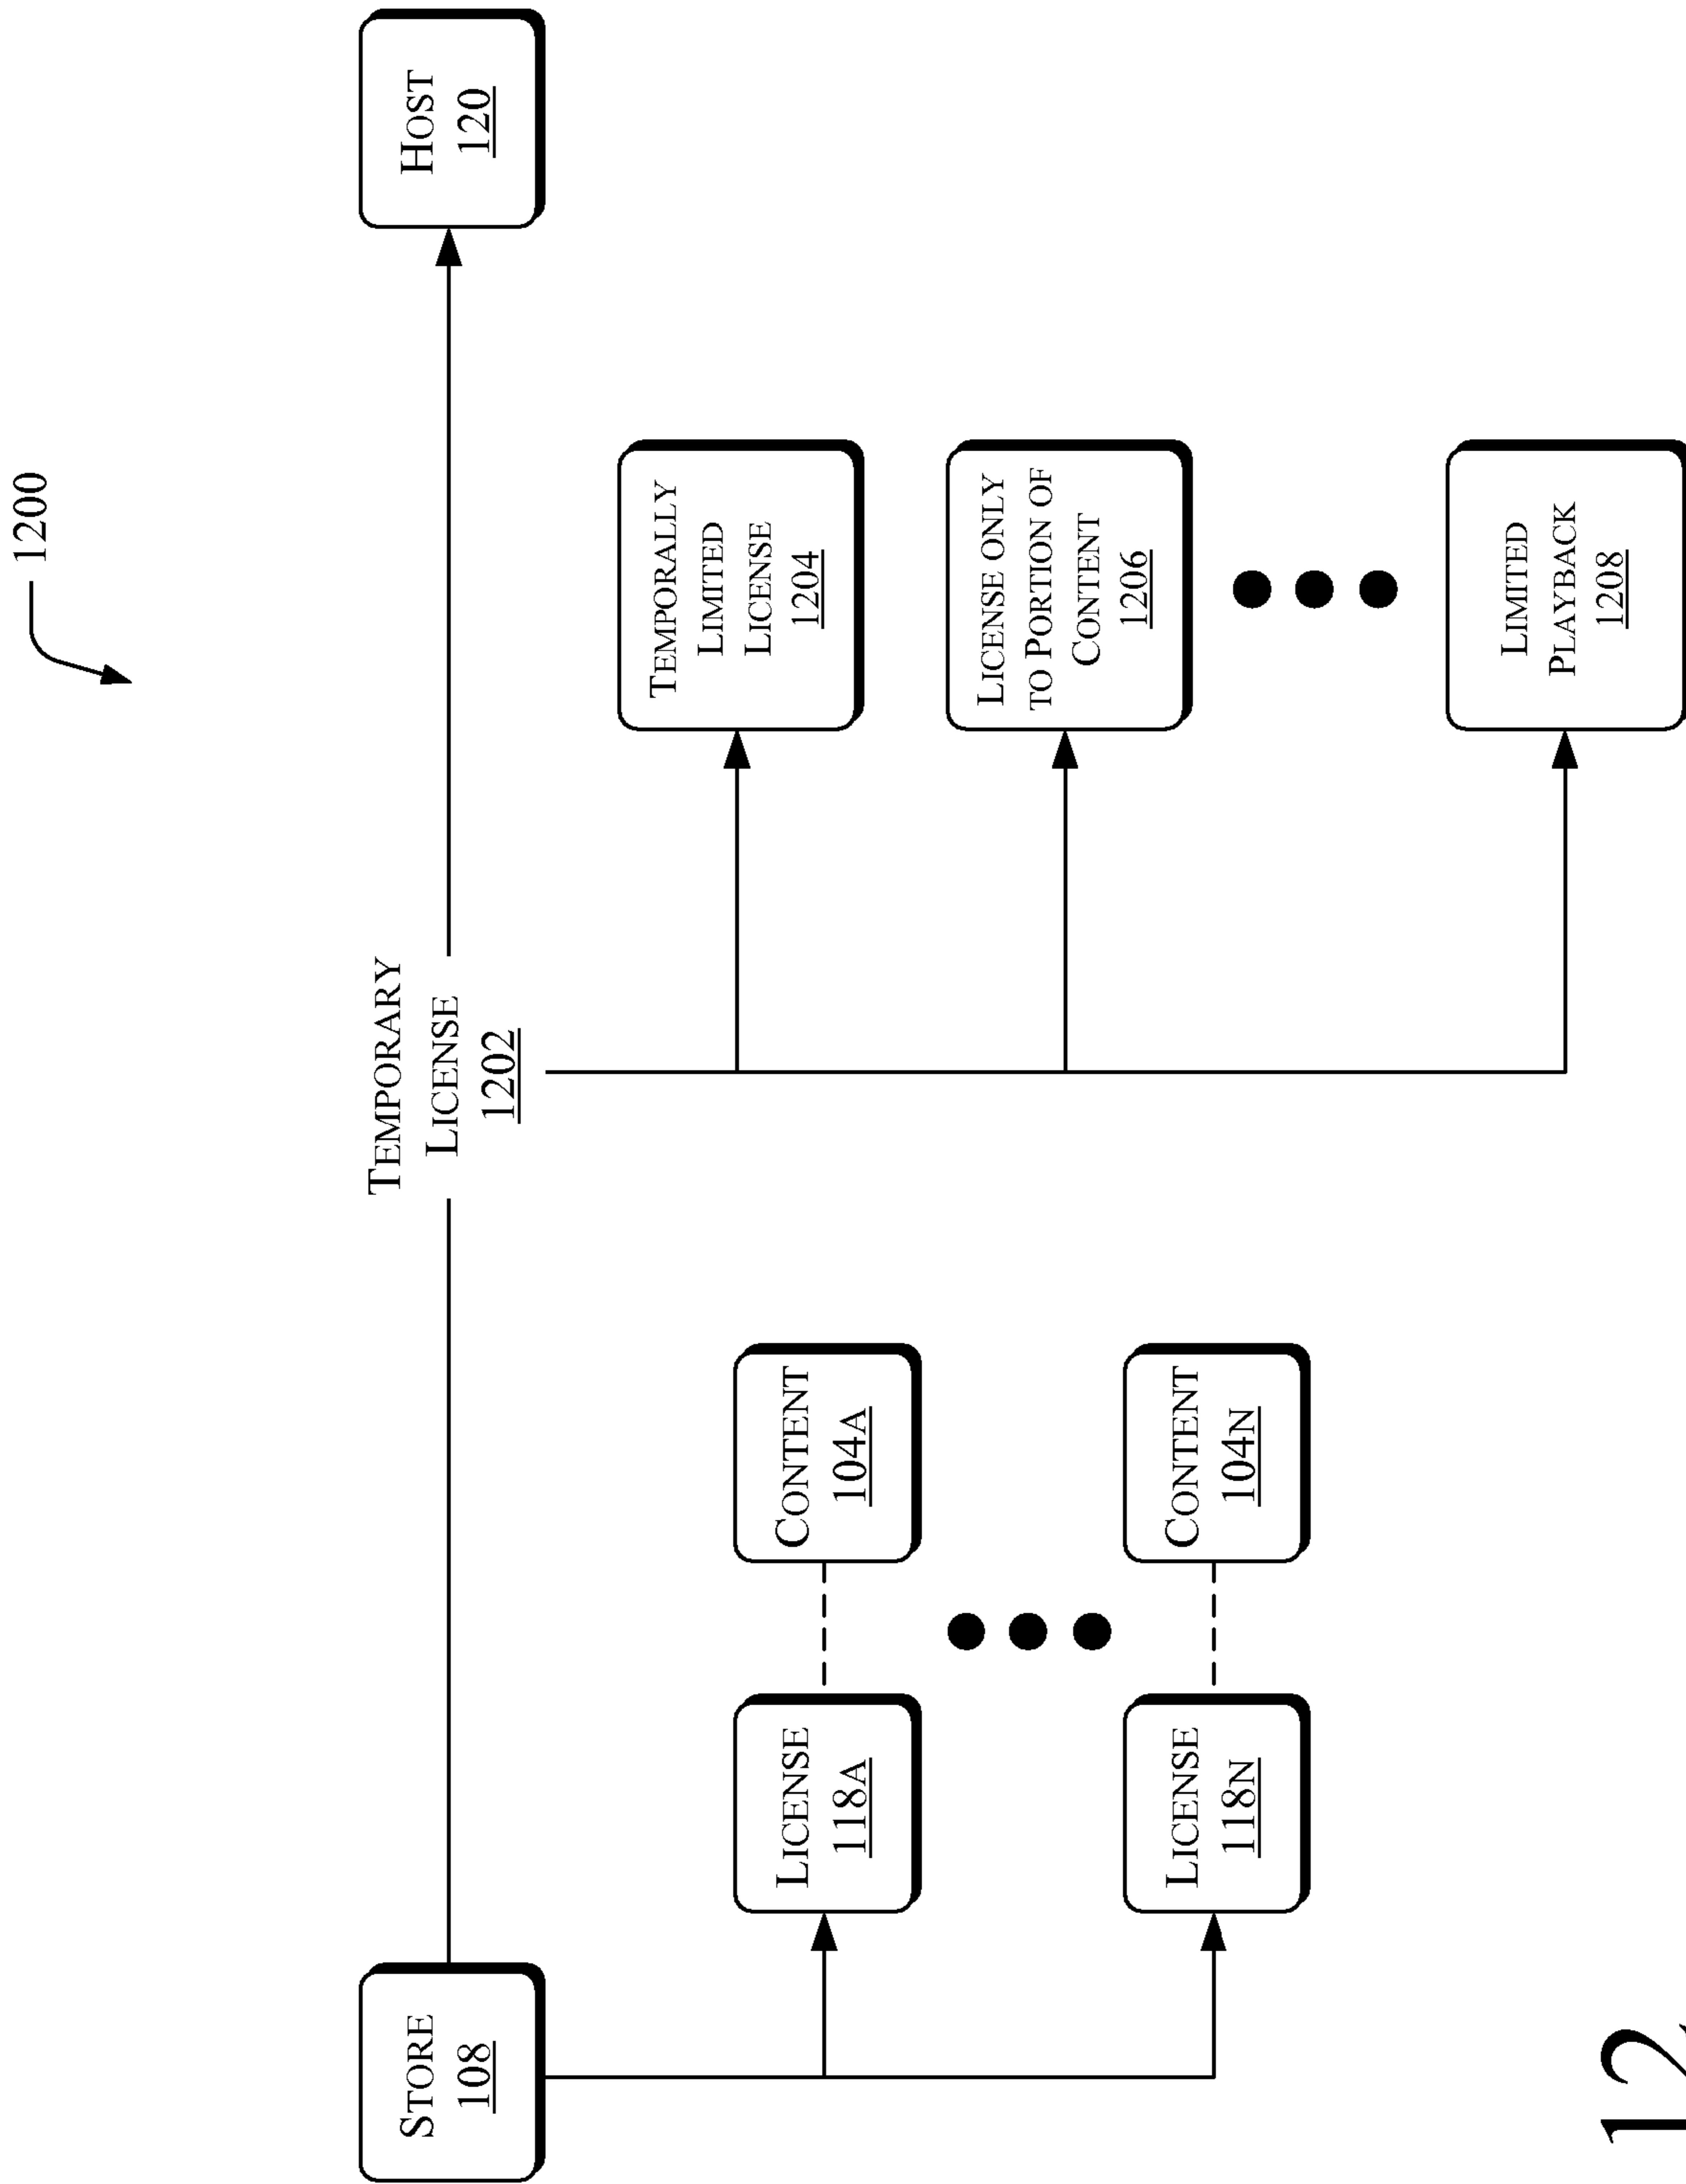 1200
STORE
108
TEMPORARY
LICENSE
1202
HOST
120
LICENSE
118A
CONTENT
104A
LICENSE
118N
CONTENT
104N
TEMPORALLY
LIMITED
LICENSE
1204
LICENSE ONLY
TO PORTION OF
CONTENT
1206
LIMITED
PLAYBACK
1208
12